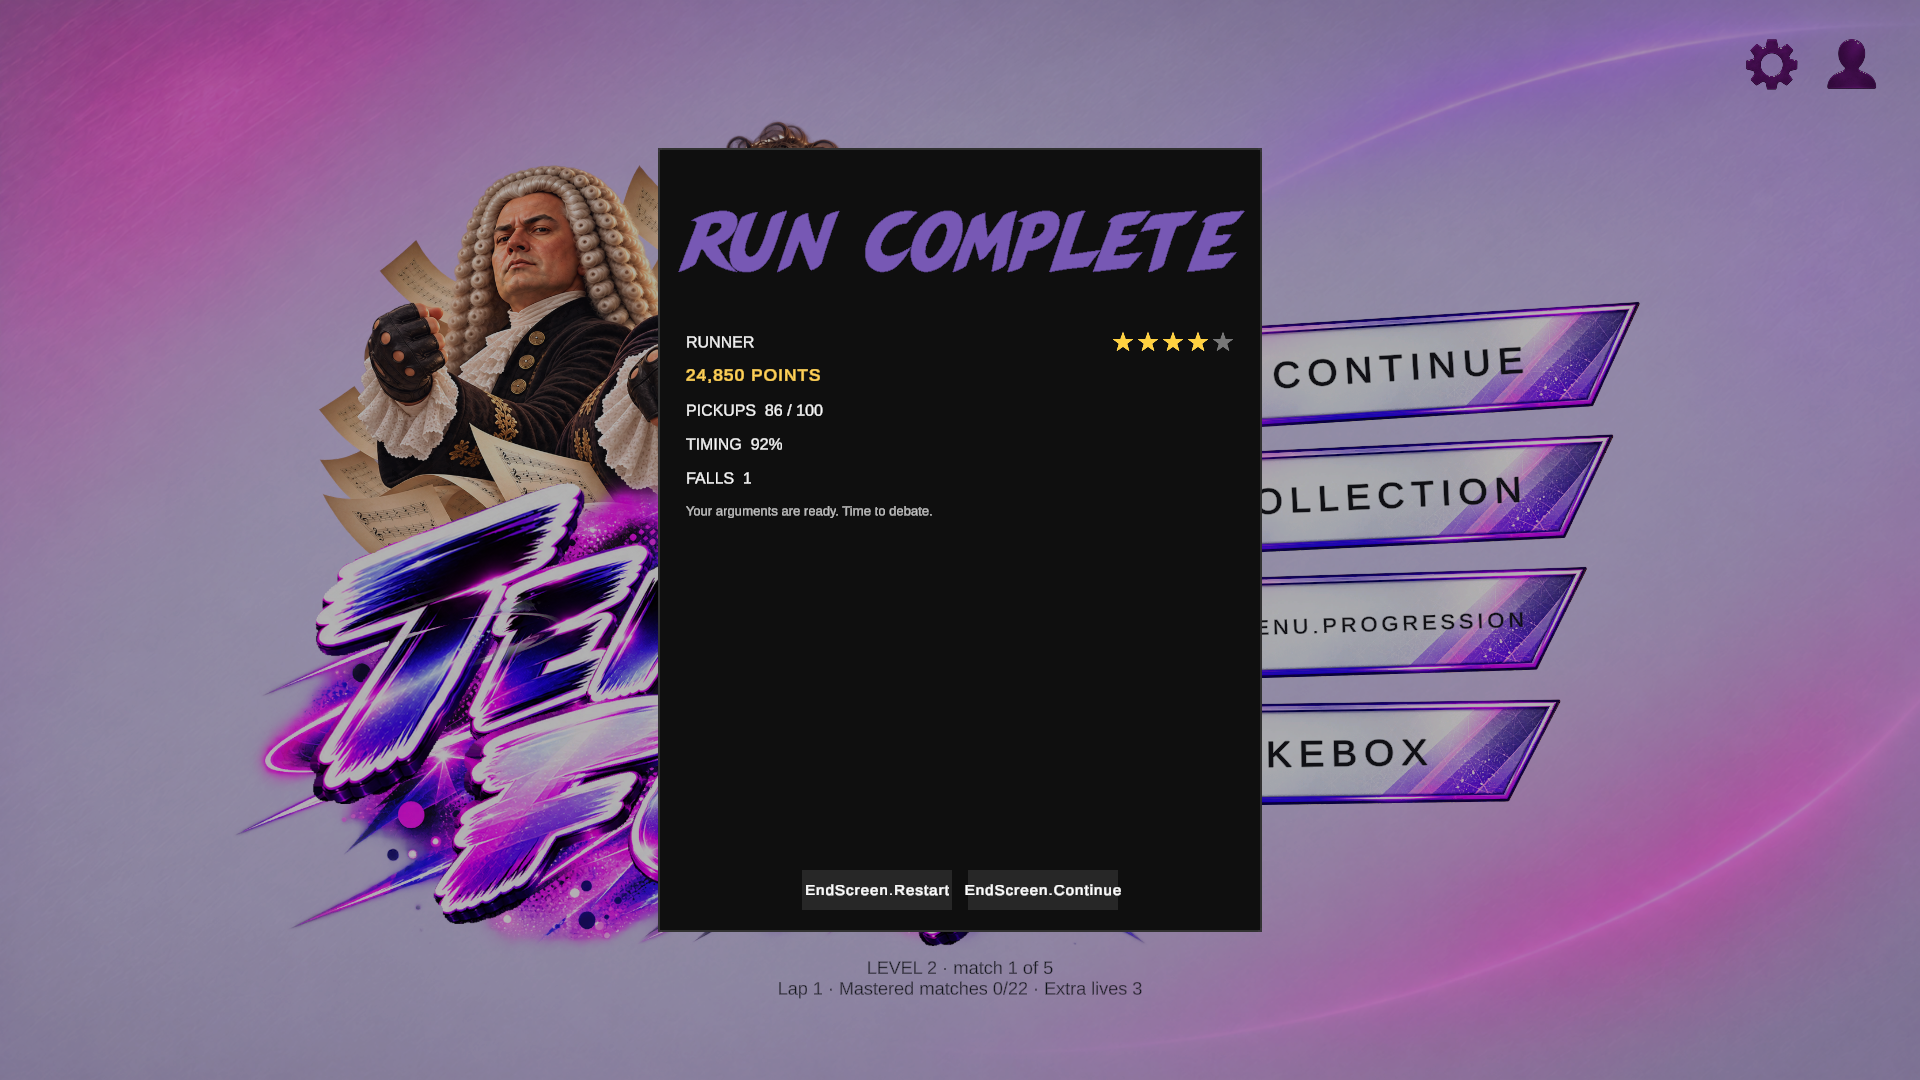 RUN COMPLETE
RUNNER
24,850 POINTS
PICKUPS 86 / 100
TIMING 92%
FALLS 1
Your arguments are ready. Time to debate.
EndScreen.Restart
EndScreen.Continue
CONTINUE
OLLECTION
ENU.PROGRESSION
KEBOX
TE
F
LEVEL 2 · match 1 of 5
Lap 1 · Mastered matches 0/22 · Extra lives 3